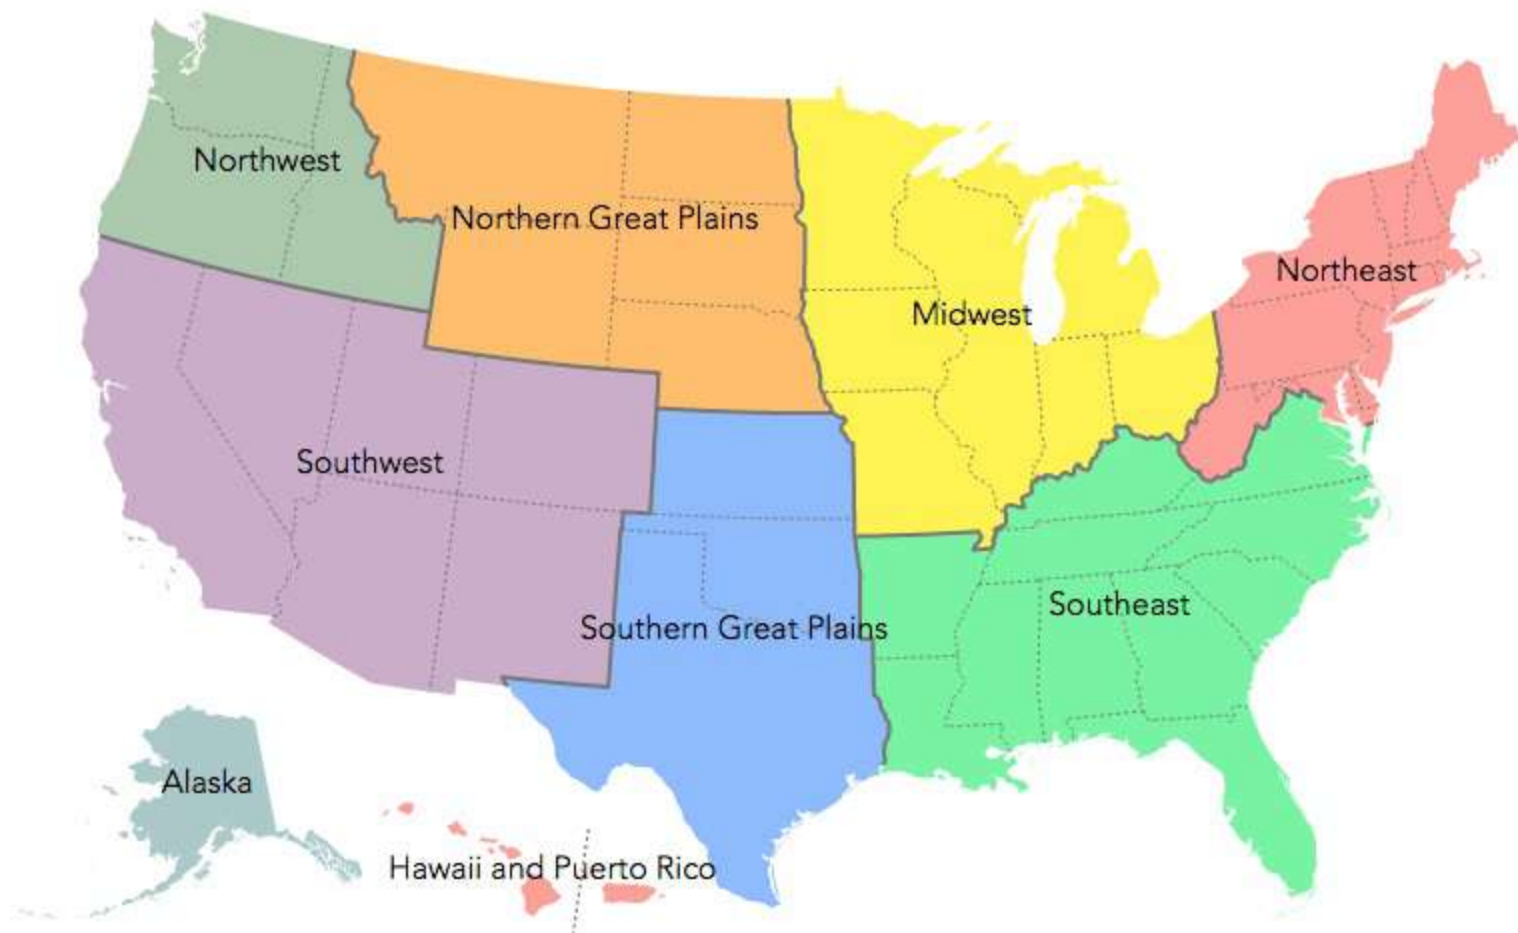 Northwest
Northern Great Plains
Northeast
Midwest
Southwest
Southeast
Southern Great Plains
Alaska
Hawaii and Puerto Rico